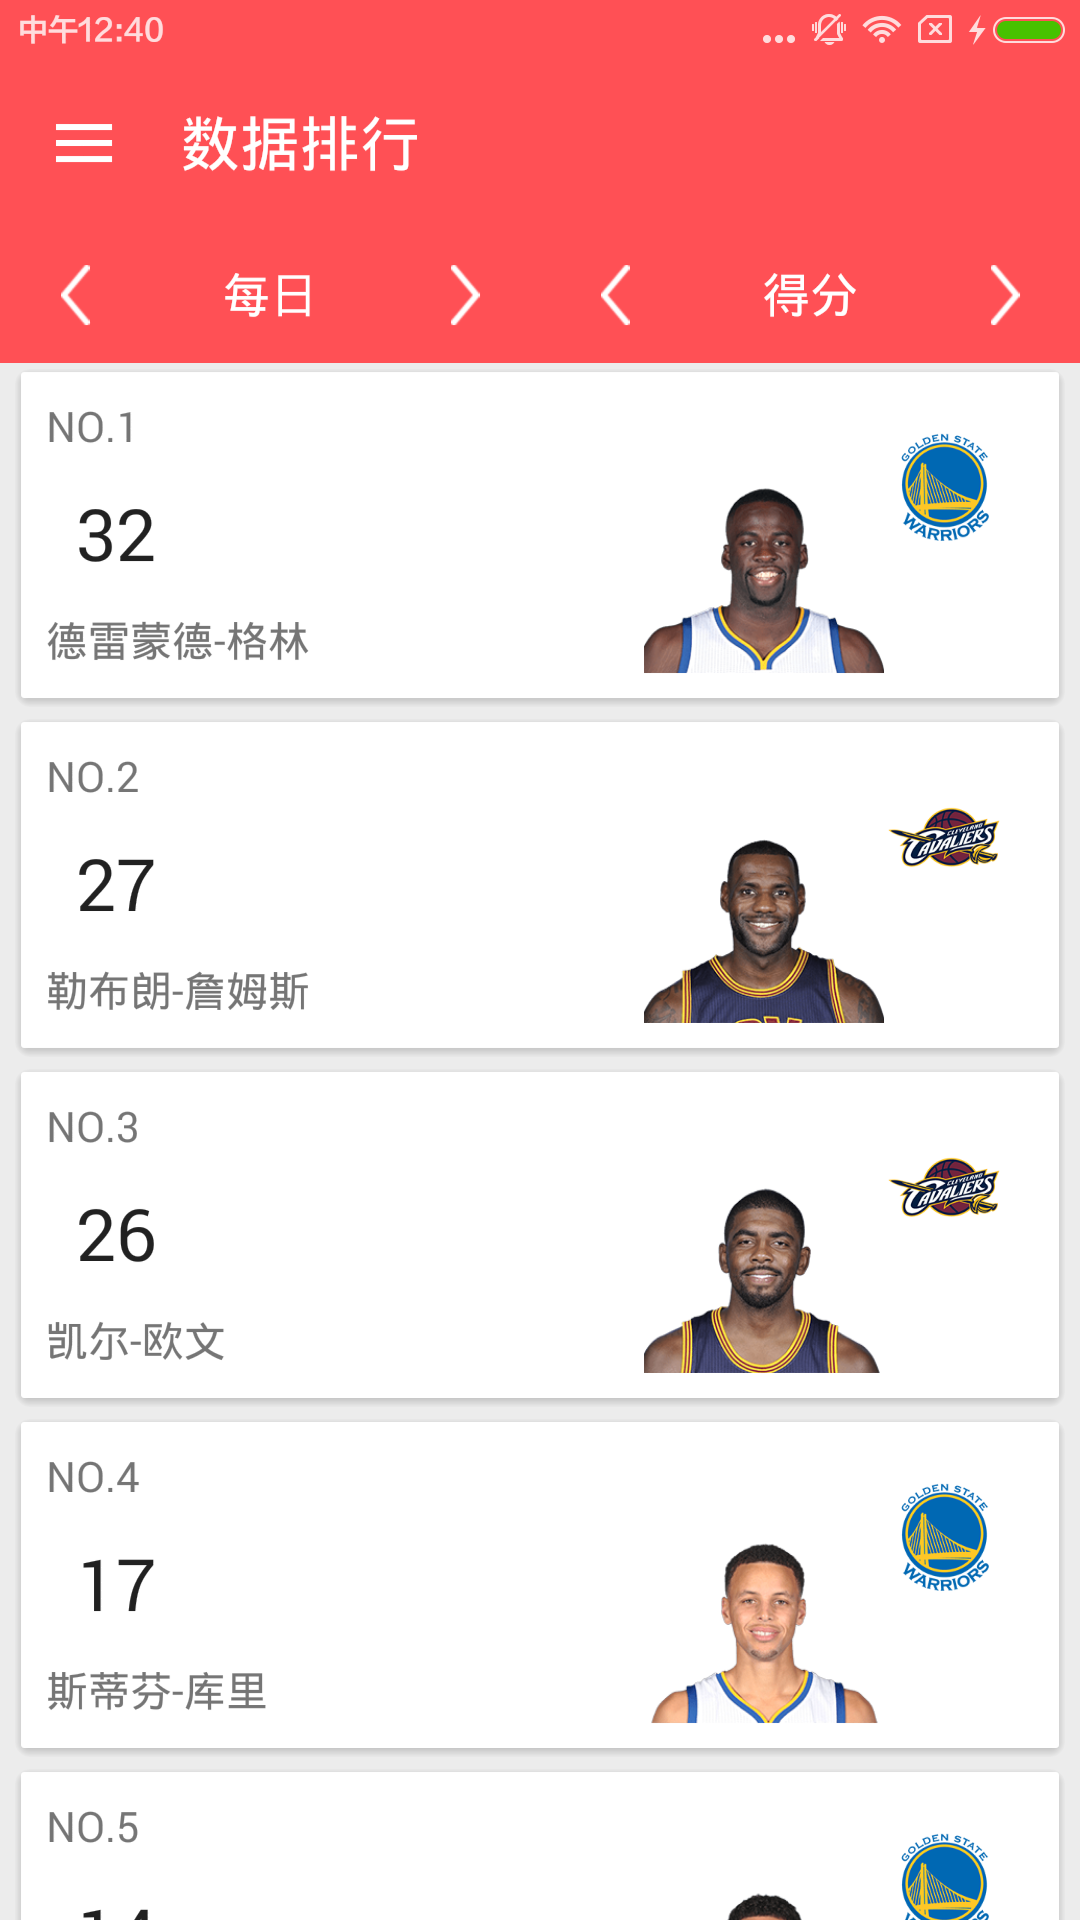 中午12:40
数据排行
每日
得分
NO.1
GOLDEN STATE
WARRIORS
32
德雷蒙德-格林
NO.2
CLEVELAND
CAVALIERS
27
勒布朗-詹姆斯
NO.3
CLEVELAND
CAVALIERS
26
凯尔-欧文
NO.4
GOLDEN STATE
WARRIORS
17
斯蒂芬-库里
NO.5
GOLDEN STATE
14